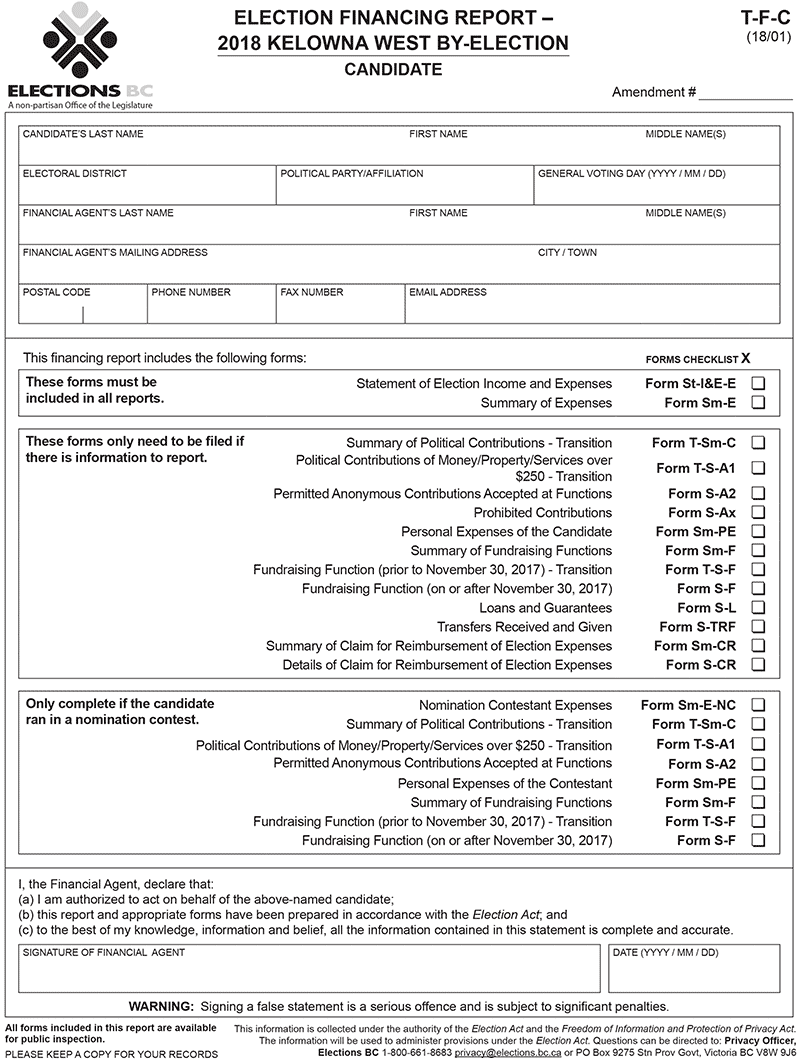 ELECTION FINANCING REPORT –
2018 KELOWNA WEST BY-ELECTION
CANDIDATE
T-F-C
(18/01)
ELECTIONS BC
A non-partisan Office of the Legislature
Amendment #
CANDIDATE'S LAST NAME FIRST NAME MIDDLE NAME(S)
ELECTORAL DISTRICT POLITICAL PARTY/AFFILIATION GENERAL VOTING DAY (YYYY / MM / DD)
FINANCIAL AGENT'S LAST NAME FIRST NAME MIDDLE NAME(S)
FINANCIAL AGENT'S MAILING ADDRESS CITY / TOWN
POSTAL CODE PHONE NUMBER FAX NUMBER EMAIL ADDRESS
This financing report includes the following forms: FORMS CHECKLIST X
These forms must be
included in all reports.
Statement of Election Income and Expenses Form St-I&E-E
Summary of Expenses Form Sm-E
These forms only need to be filed if
there is information to report.
Summary of Political Contributions - Transition Form T-Sm-C
Political Contributions of Money/Property/Services over
$250 - Transition Form T-S-A1
Permitted Anonymous Contributions Accepted at Functions Form S-A2
Prohibited Contributions Form S-Ax
Personal Expenses of the Candidate Form Sm-PE
Summary of Fundraising Functions Form Sm-F
Fundraising Function (prior to November 30, 2017) - Transition Form T-S-F
Fundraising Function (on or after November 30, 2017) Form S-F
Loans and Guarantees Form S-L
Transfers Received and Given Form S-TRF
Summary of Claim for Reimbursement of Election Expenses Form Sm-CR
Details of Claim for Reimbursement of Election Expenses Form S-CR
Only complete if the candidate
ran in a nomination contest.
Nomination Contestant Expenses Form Sm-E-NC
Summary of Political Contributions - Transition Form T-Sm-C
Political Contributions of Money/Property/Services over $250 - Transition Form T-S-A1
Permitted Anonymous Contributions Accepted at Functions Form S-A2
Personal Expenses of the Contestant Form Sm-PE
Summary of Fundraising Functions Form Sm-F
Fundraising Function (prior to November 30, 2017) - Transition Form T-S-F
Fundraising Function (on or after November 30, 2017) Form S-F
I, the Financial Agent, declare that:
(a) I am authorized to act on behalf of the above-named candidate;
(b) this report and appropriate forms have been prepared in accordance with the Election Act; and
(c) to the best of my knowledge, information and belief, all the information contained in this statement is complete and accurate.
SIGNATURE OF FINANCIAL AGENT DATE (YYYY / MM / DD)
WARNING: Signing a false statement is a serious offence and is subject to significant penalties.
All forms included in this report are available
for public inspection.
PLEASE KEEP A COPY FOR YOUR RECORDS
This information is collected under the authority of the Election Act and the Freedom of Information and Protection of Privacy Act.
The information will be used to administer provisions under the Election Act. Questions can be directed to: Privacy Officer,
Elections BC 1-800-661-8683 privacy@elections.bc.ca or PO Box 9275 Stn Prov Govt, Victoria BC V8W 9J6